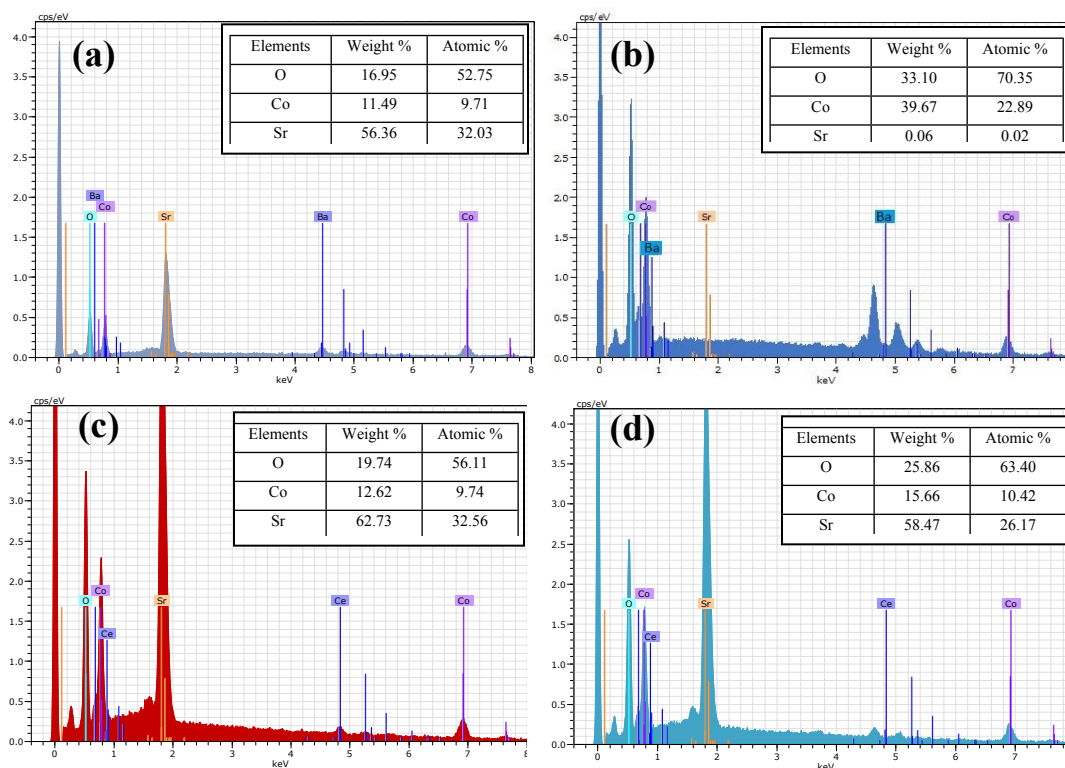 cps/eV
(a)
Elements Weight % Atomic %
O 16.95 52.75
Co 11.49 9.71
Sr 56.36 32.03
4.0
3.5
3.0
2.5
2.0
1.5
1.0
0.5
0.0
Ba
O Co Sr Ba Co
0 1 2 3 4 5 6 7 8
keV
cps/eV
(b)
Elements Weight % Atomic %
O 33.10 70.35
Co 39.67 22.89
Sr 0.06 0.02
4.0
3.5
3.0
2.5
2.0
1.5
1.0
0.5
0.0
Co
O Sr Ba Co
Ba
0 1 2 3 4 5 6 7
keV
cps/eV
(c)
Elements Weight % Atomic %
O 19.74 56.11
Co 12.62 9.74
Sr 62.73 32.56
4.0
3.5
3.0
2.5
2.0
1.5
1.0
0.5
0.0
Co
O Sr Ce Co
Ce
0 1 2 3 4 5 6 7 8
keV
cps/eV
(d)
Elements Weight % Atomic %
O 25.86 63.40
Co 15.66 10.42
Sr 58.47 26.17
4.0
3.5
3.0
2.5
2.0
1.5
1.0
0.5
0.0
Co
O Sr Ce Co
Ce
0 1 2 3 4 5 6 7
keV